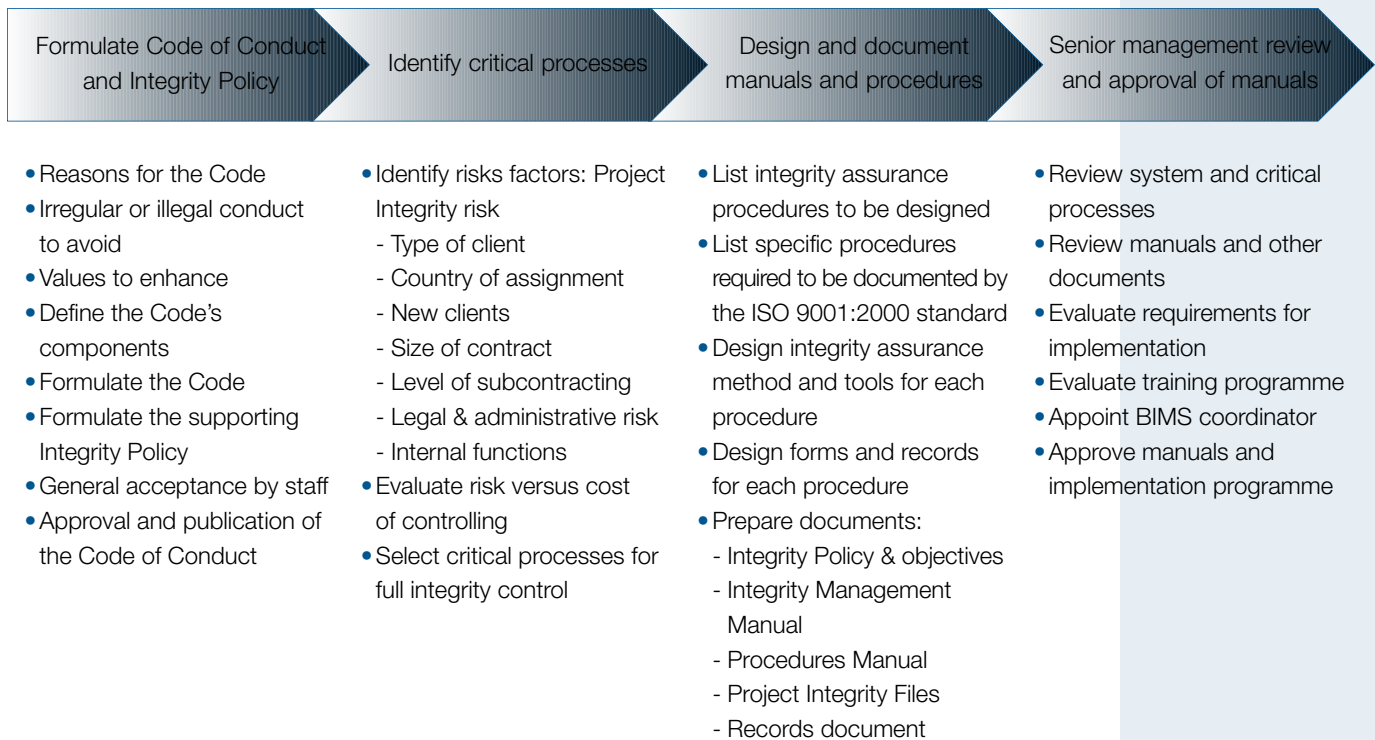 Formulate Code of Conduct
and Integrity Policy
Identify critical processes
Design and document
manuals and procedures
Senior management review
and approval of manuals
• Reasons for the Code
• Irregular or illegal conduct
to avoid
• Values to enhance
• Define the Code's
components
• Formulate the Code
• Formulate the supporting
Integrity Policy
• General acceptance by staff
• Approval and publication of
the Code of Conduct
• Identify risks factors: Project
Integrity risk
- Type of client
- Country of assignment
- New clients
- Size of contract
- Level of subcontracting
- Legal & administrative risk
- Internal functions
• Evaluate risk versus cost
of controlling
• Select critical processes for
full integrity control
• List integrity assurance
procedures to be designed
• List specific procedures
required to be documented by
the ISO 9001:2000 standard
• Design integrity assurance
method and tools for each
procedure
• Design forms and records
for each procedure
• Prepare documents:
- Integrity Policy & objectives
- Integrity Management
Manual
- Procedures Manual
- Project Integrity Files
- Records document
• Review system and critical
processes
• Review manuals and other
documents
• Evaluate requirements for
implementation
• Evaluate training programme
• Appoint BIMS coordinator
• Approve manuals and
implementation programme